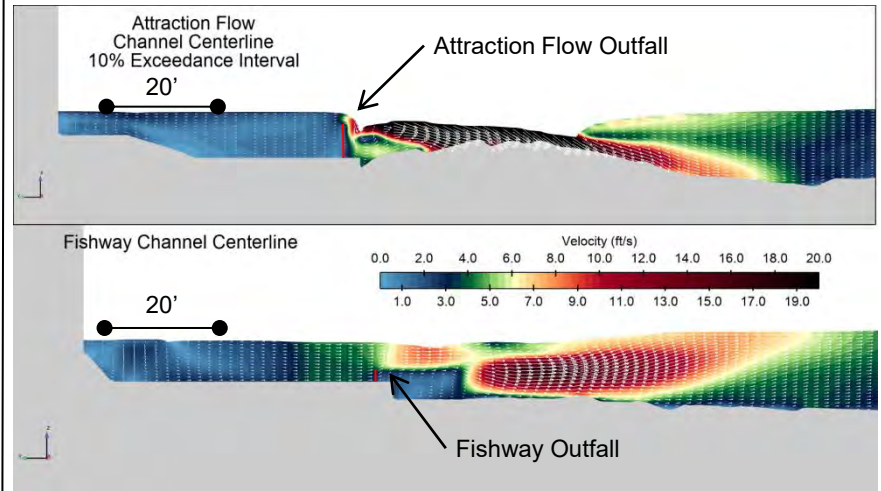 Attraction Flow
Channel Centerline
10% Exceedance Interval
20’
Attraction Flow Outfall
Fishway Channel Centerline
Velocity (ft/s)
0.0 2.0 4.0 6.0 8.0 10.0 12.0 14.0 16.0 18.0 20.0
1.0 3.0 5.0 7.0 9.0 11.0 13.0 15.0 17.0 19.0
20’
Fishway Outfall